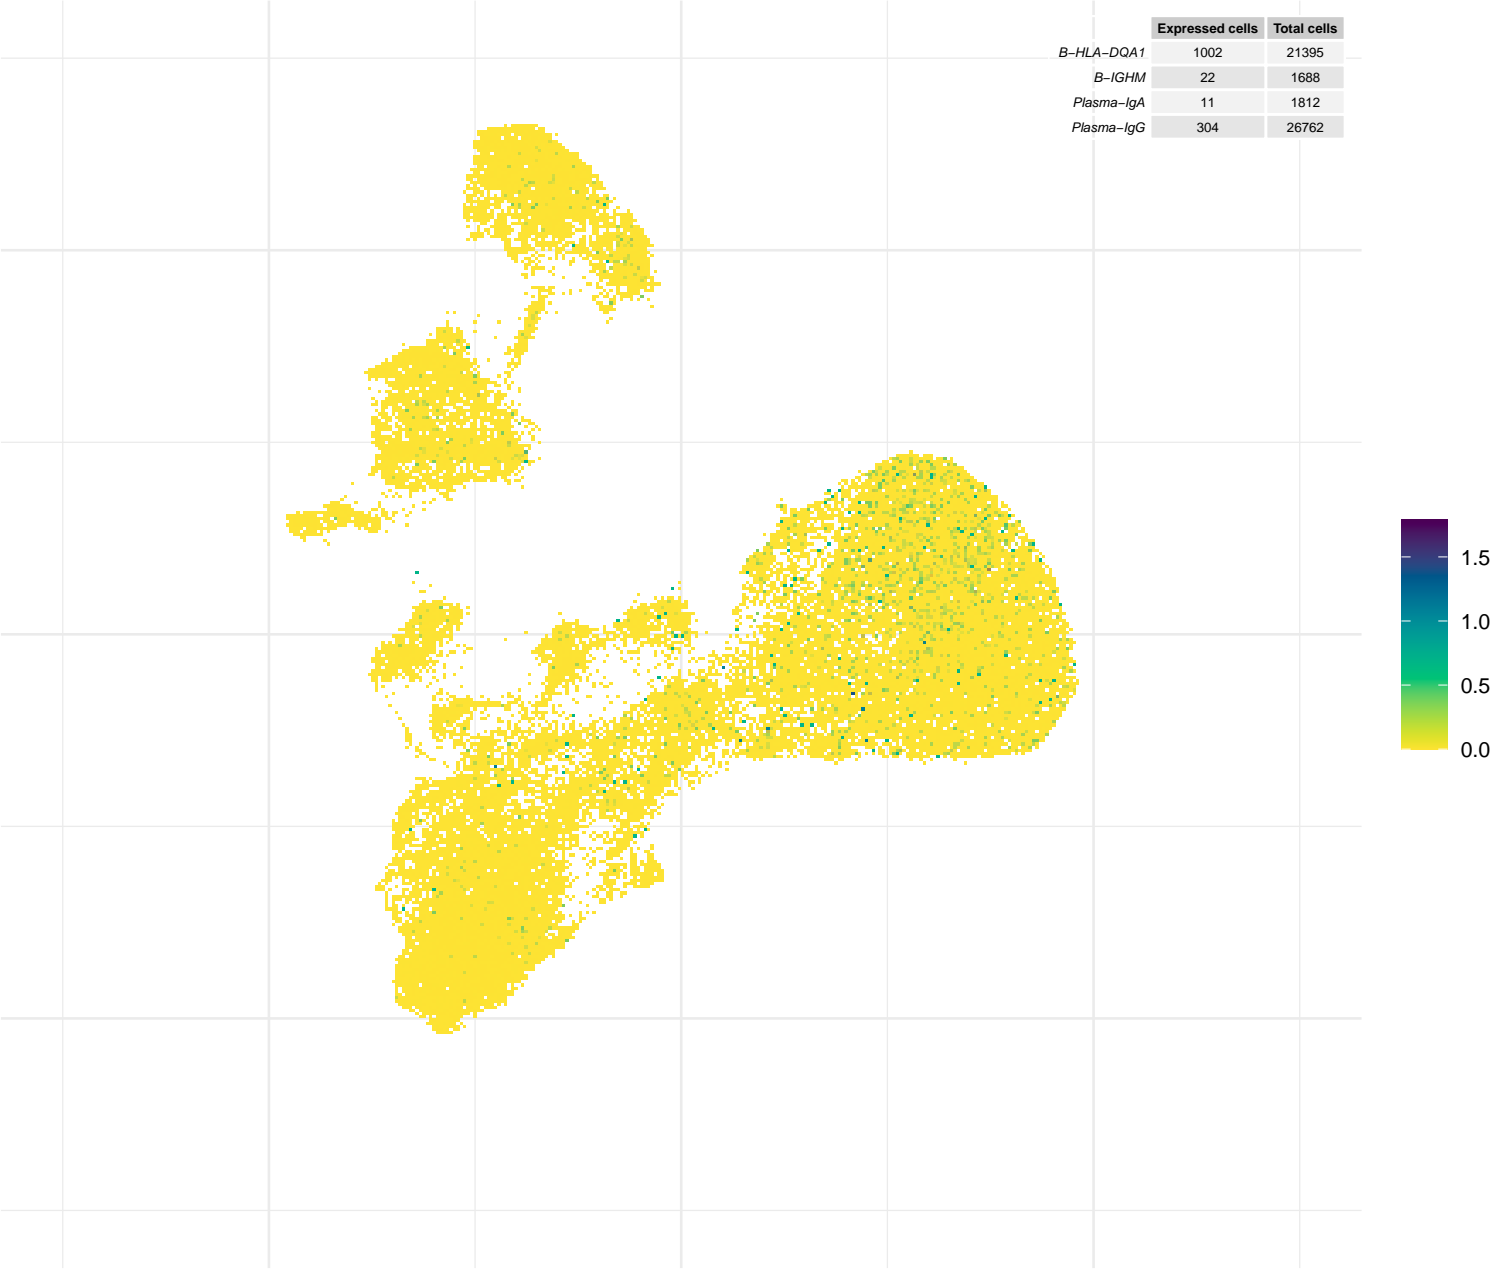 Expressed cells Total cells
B−HLA−DQA1 1002 21395
B−IGHM 22 1688
Plasma−IgA 11 1812
Plasma−IgG 304 26762
1.5
1.0
0.5
0.0